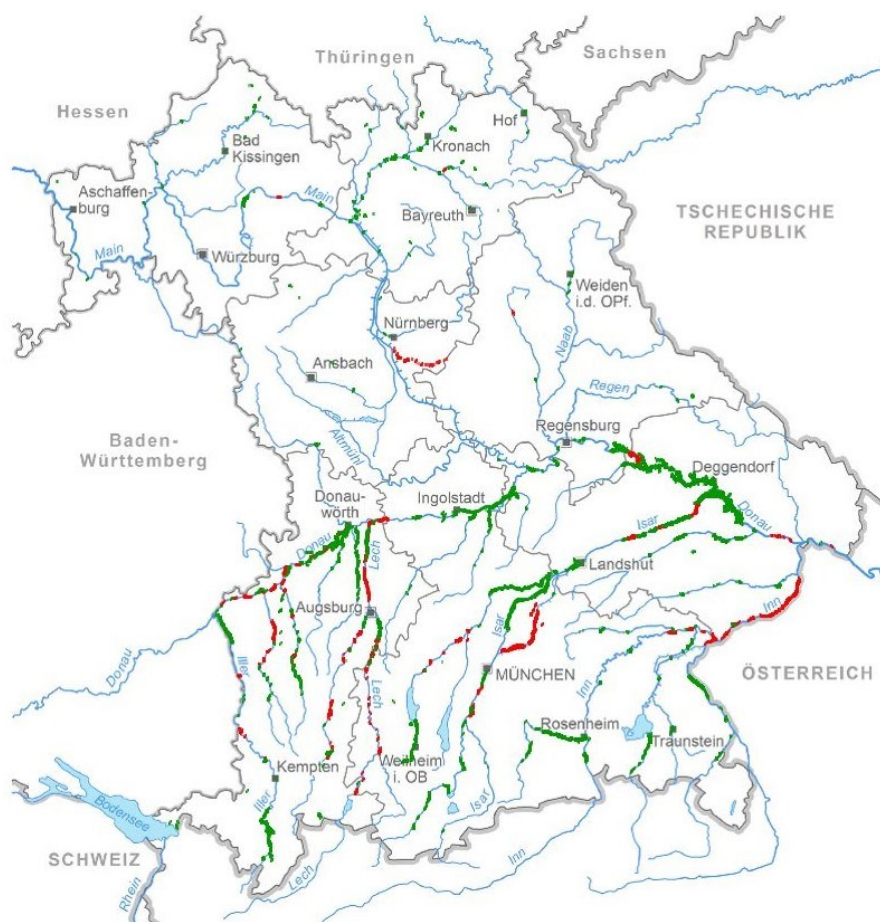 Thüringen
Sachsen
Hessen
Hof
Kronach
Bad
Kissingen
Aschaffen-
burg
Main
Bayreuth
TSCHECHISCHE
REPUBLIK
Main
Würzburg
Weiden
i.d. OPf.
Nürnberg
Naab
Ansbach
Regen
Baden-
Württemberg
Altmühl
Regensburg
Deggendorf
Donau-
wörth
Ingolstadt
Donau
Isar
Donau
Lech
Landshut
Augsburg
Inn
Isar
Donau
Iller
MÜNCHEN
ÖSTERREICH
Inn
Lech
Rosenheim
Traunstein
Weilheim
i. OB
Kempten
Iller
Isar
Bodensee
SCHWEIZ
Inn
Lech
Rhein